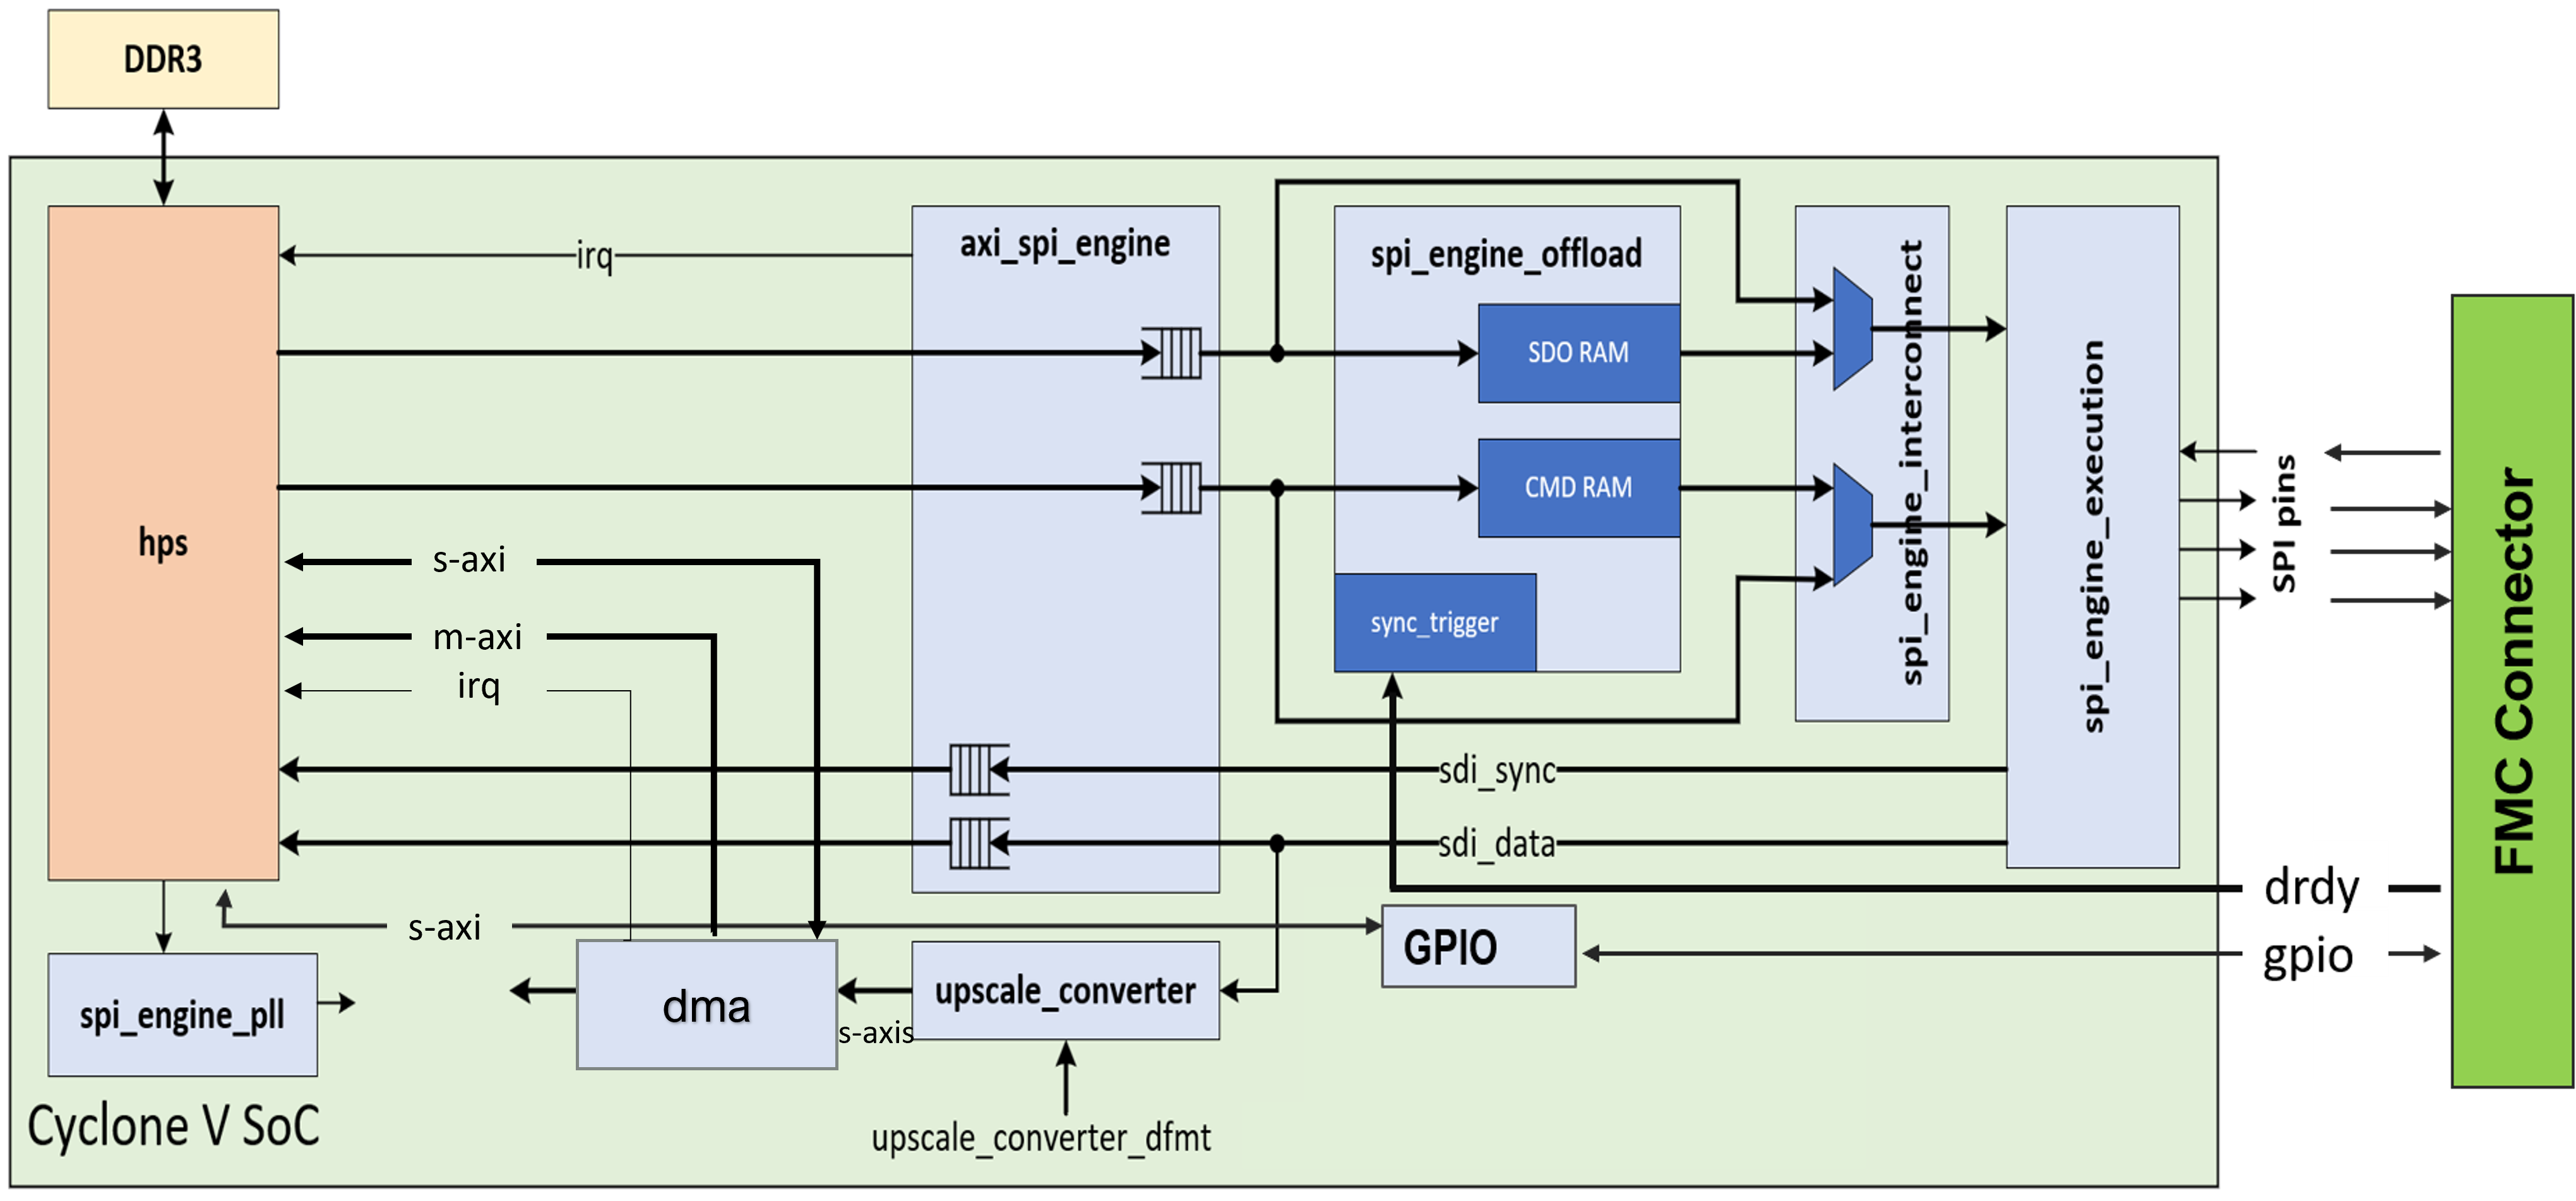 DDR3
irq
axi_spi_engine
spi_engine_offload
spi_engine_interconnect
spi_engine_execution
SDO RAM
CMD RAM
sync_trigger
hps
s-axi
m-axi
irq
SPI pins
FMC Connector
sdi_sync
sdi_data
drdy
gpio
s-axi
GPIO
spi_engine_pll
dma
s-axis
upscale_converter
upscale_converter_dfmt
Cyclone V SoC